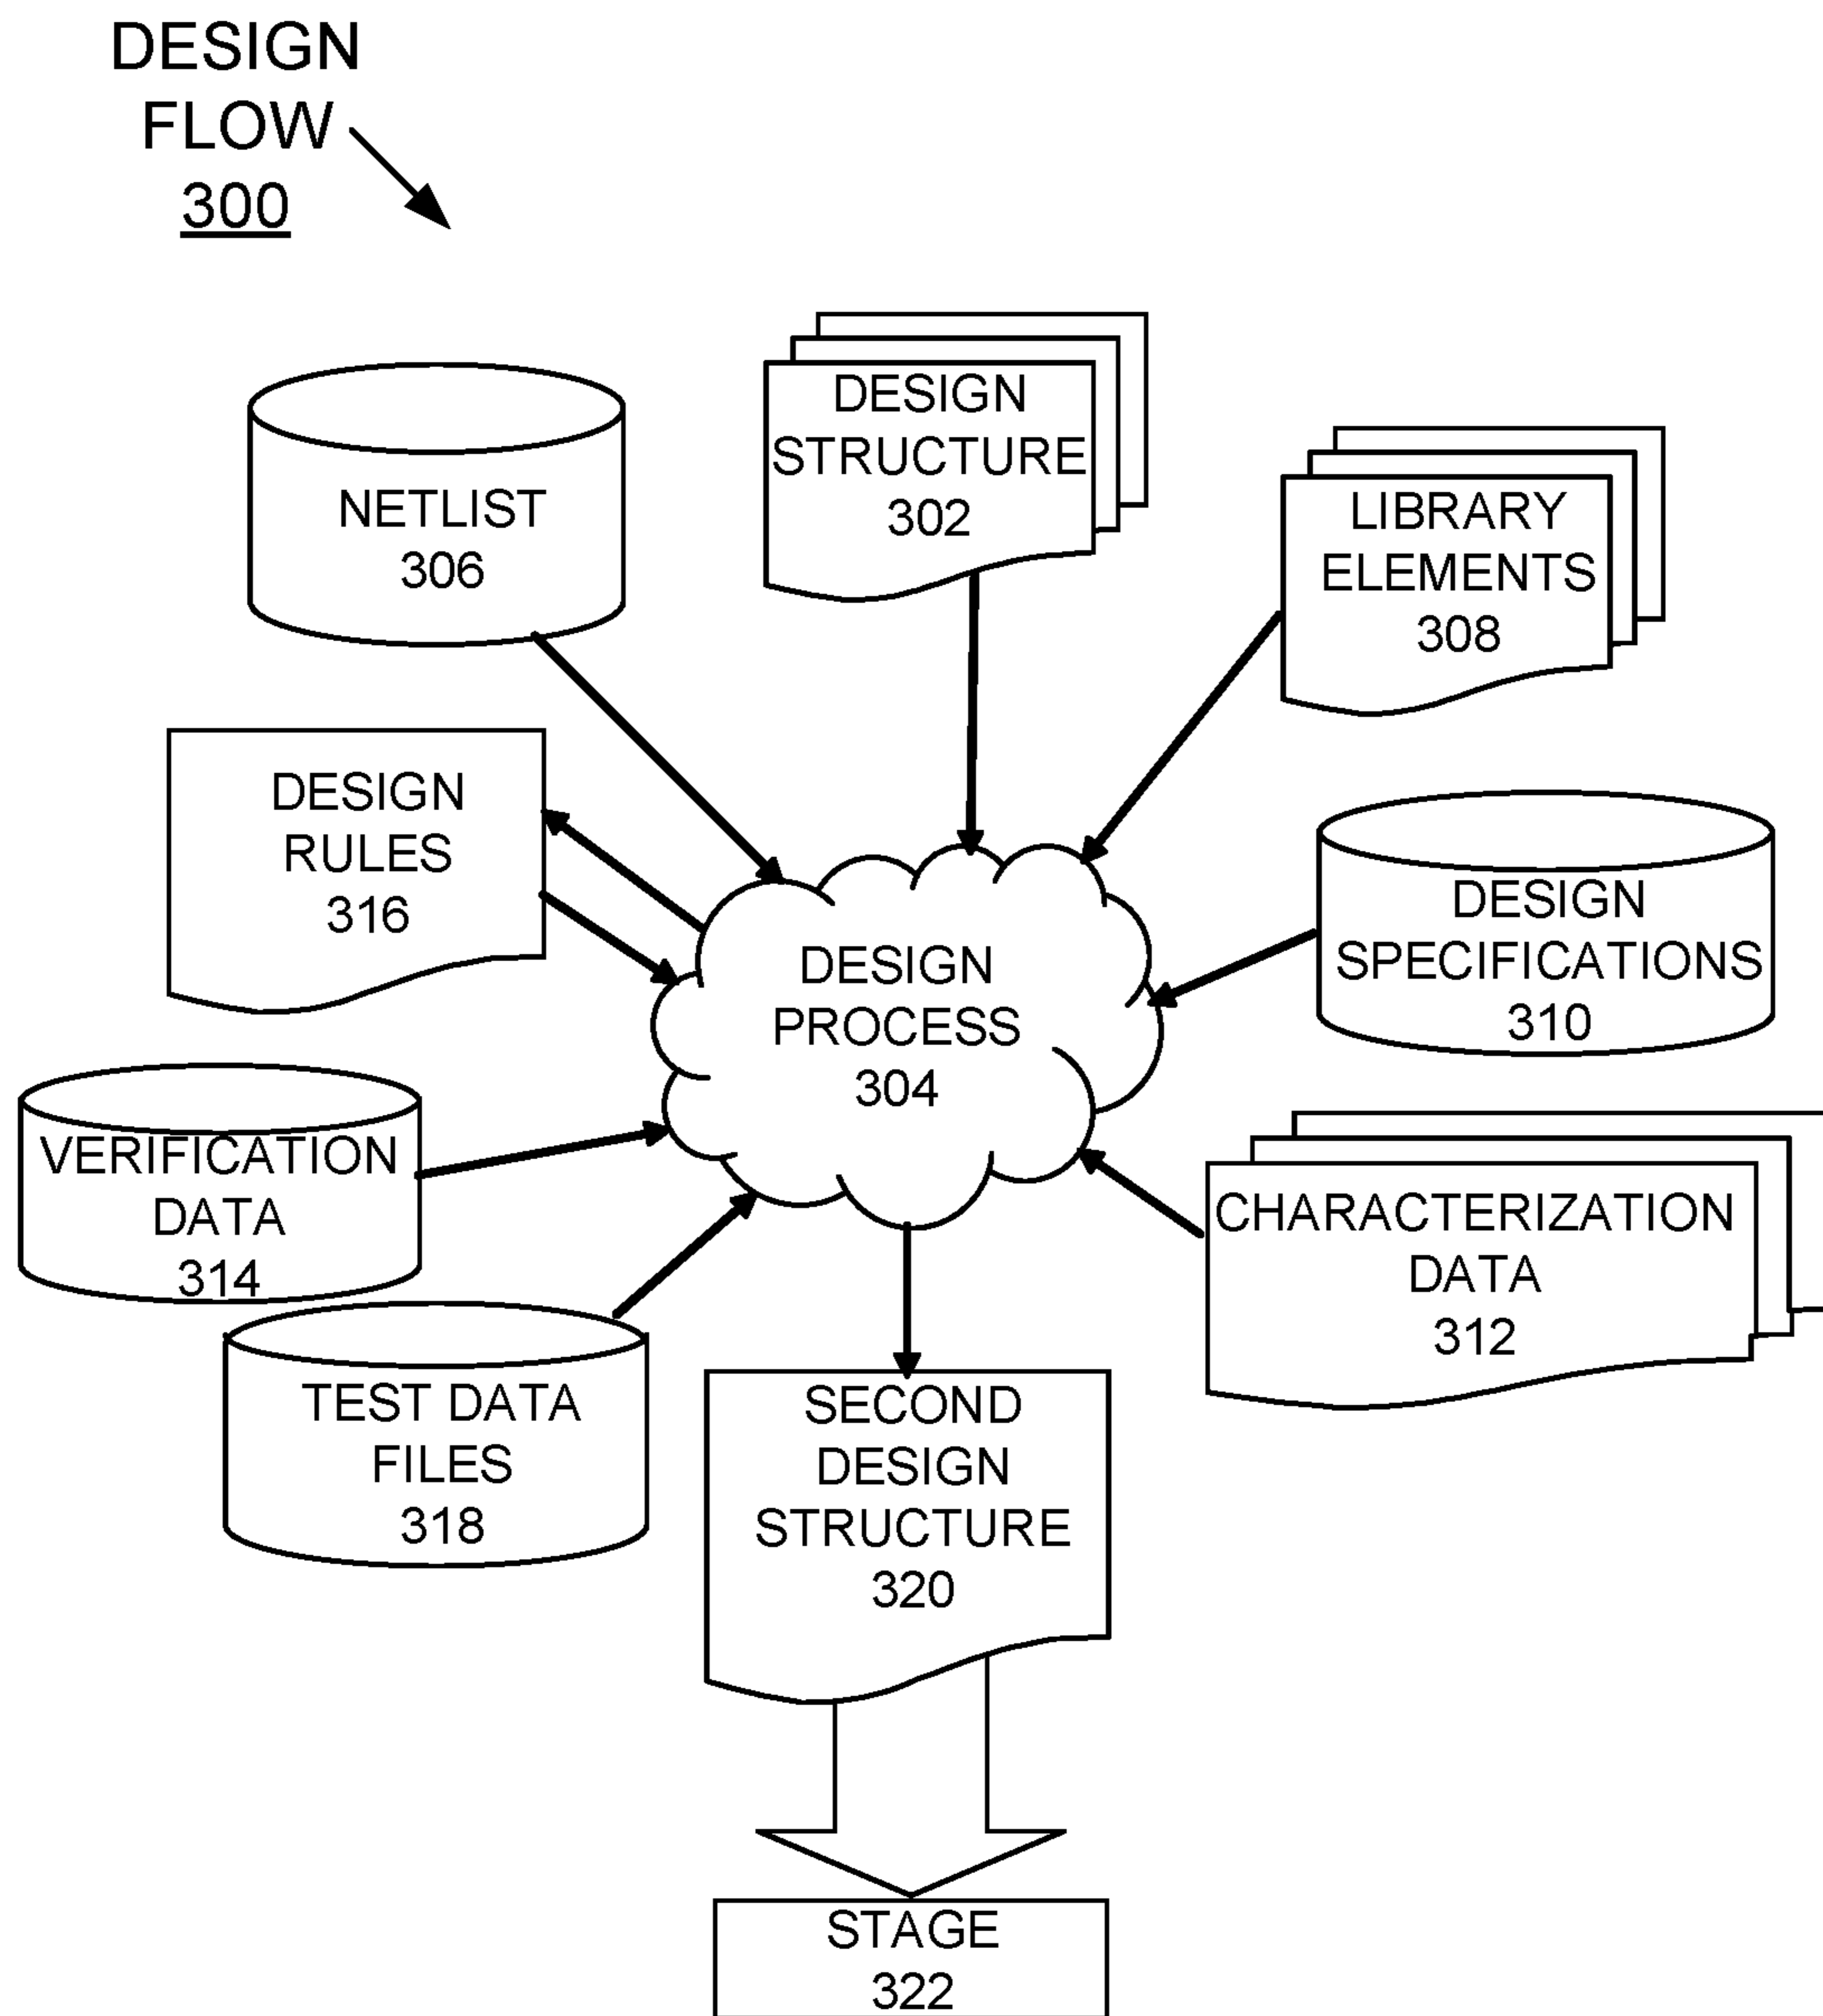 DESIGN
FLOW
300
DESIGN
STRUCTURE
302
NETLIST
306
LIBRARY
ELEMENTS
308
DESIGN
RULES
316
DESIGN
SPECIFICATIONS
310
DESIGN
PROCESS
304
VERIFICATION
DATA
314
CHARACTERIZATION
DATA
312
TEST DATA
FILES
318
SECOND
DESIGN
STRUCTURE
320
STAGE
322